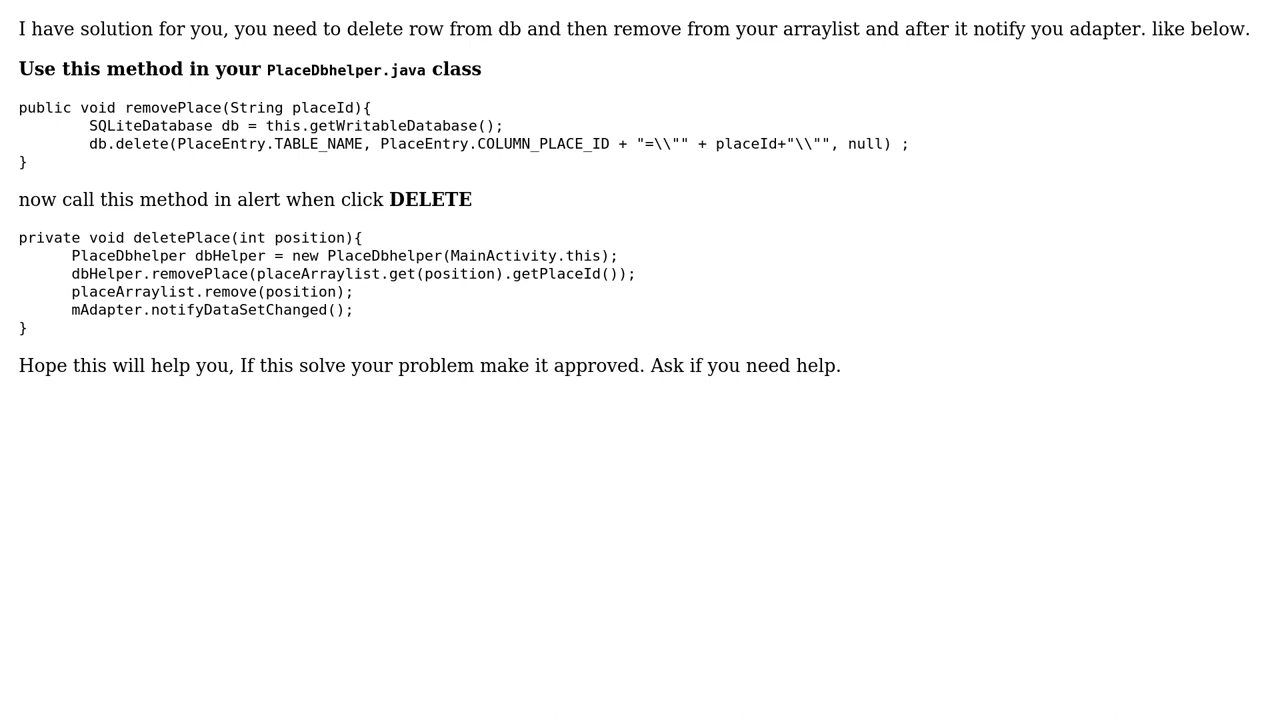 I have solution for you, you need to delete row from db and then remove from your arraylist and after it notify you adapter. like below.
Use this method in your PlaceDbhelper.java class
public void removePlace(String placeId){
        SQLiteDatabase db = this.getWritableDatabase();
        db.delete(PlaceEntry.TABLE_NAME, PlaceEntry.COLUMN_PLACE_ID + "=\\"" + placeId+"\\"", null) ;
}
now call this method in alert when click DELETE
private void deletePlace(int position){
      PlaceDbhelper dbHelper = new PlaceDbhelper(MainActivity.this);
      dbHelper.removePlace(placeArraylist.get(position).getPlaceId());
      placeArraylist.remove(position);
      mAdapter.notifyDataSetChanged();
}
Hope this will help you, If this solve your problem make it approved. Ask if you need help.